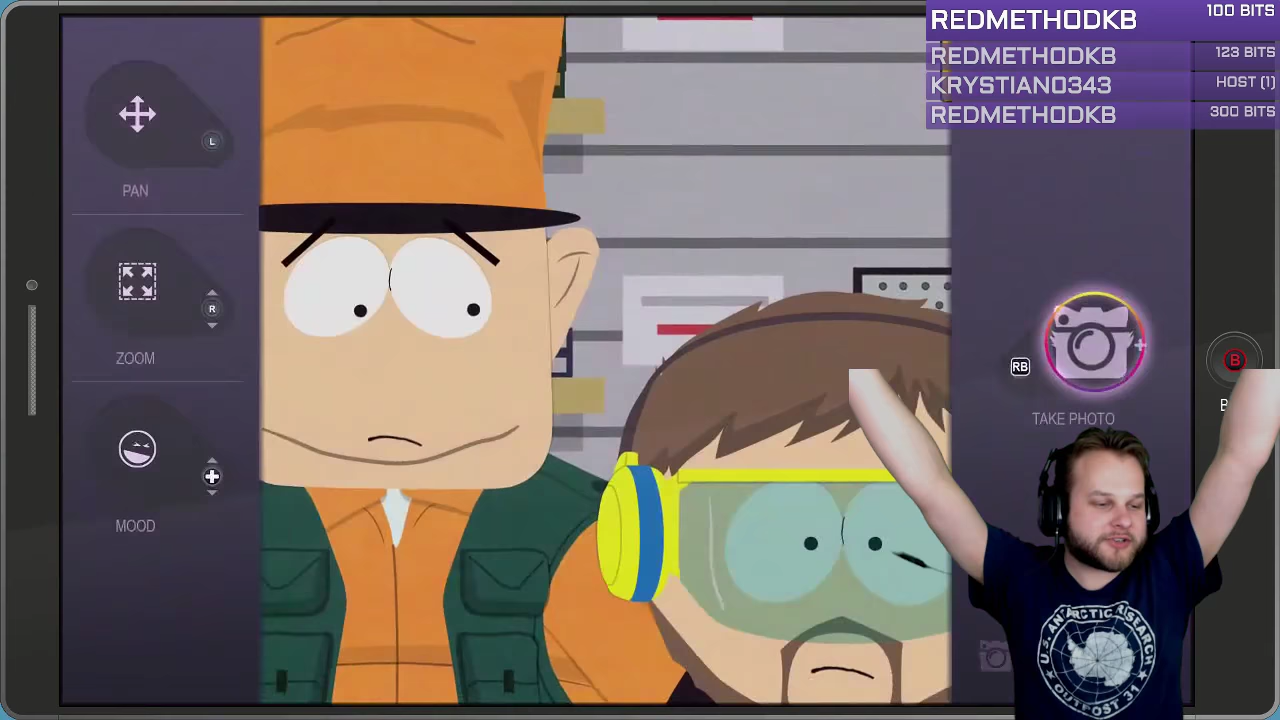 REDMETHODKB 100 BITS
REDMETHODKB 123 BITS
KRYSTIANO343 HOST (1)
REDMETHODKB 300 BITS
L
PAN
R
ZOOM
MOOD
RB
TAKE PHOTO
B
U.S. ANTARCTIC RESEARCH
OUTPOST 31